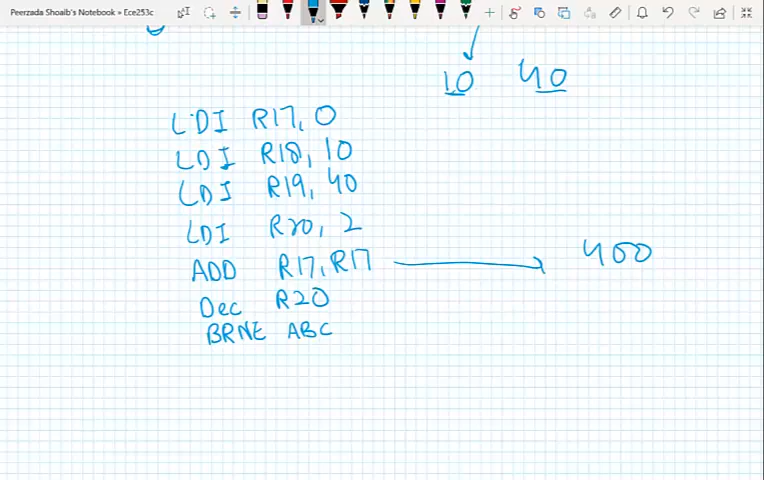 Peerzada Shoaib's Notebook » Ece253c
10 40
LDI R17, 0
LDI R18, 10
LDI R19, 40
LDI R20, 2
ADD R17, R17 400
Dec R20
BRNE ABC